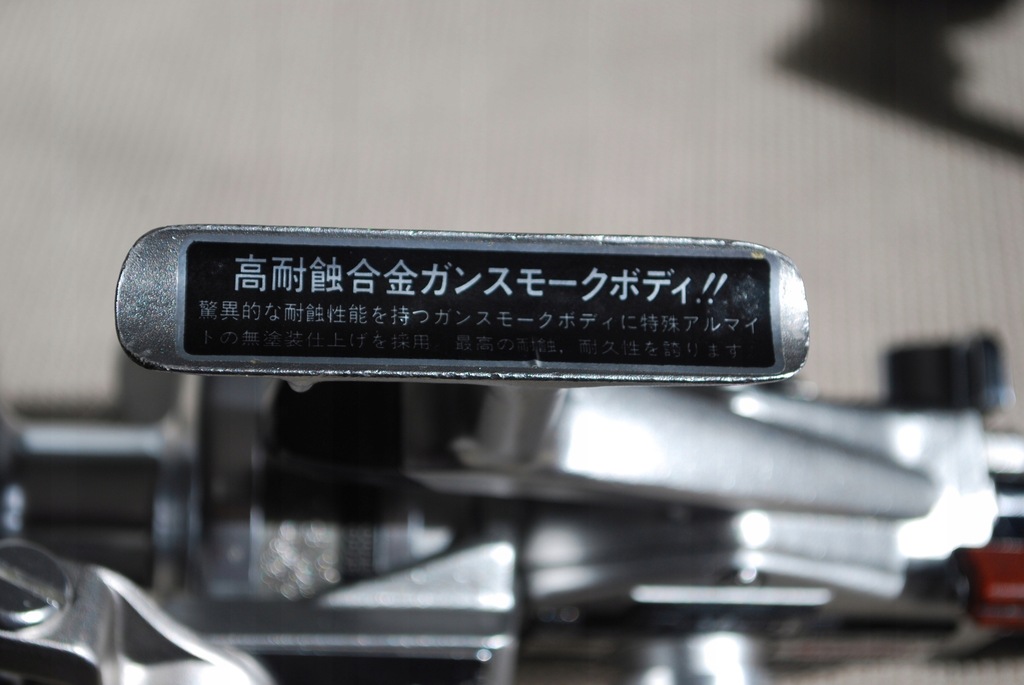 高耐蝕合金ガンスモークボディ!!
驚異的な耐蝕性能を持つガンスモークボディに特殊アルマイ
トの無塗装仕上げを採用 最高の耐蝕、耐久性を誇ります